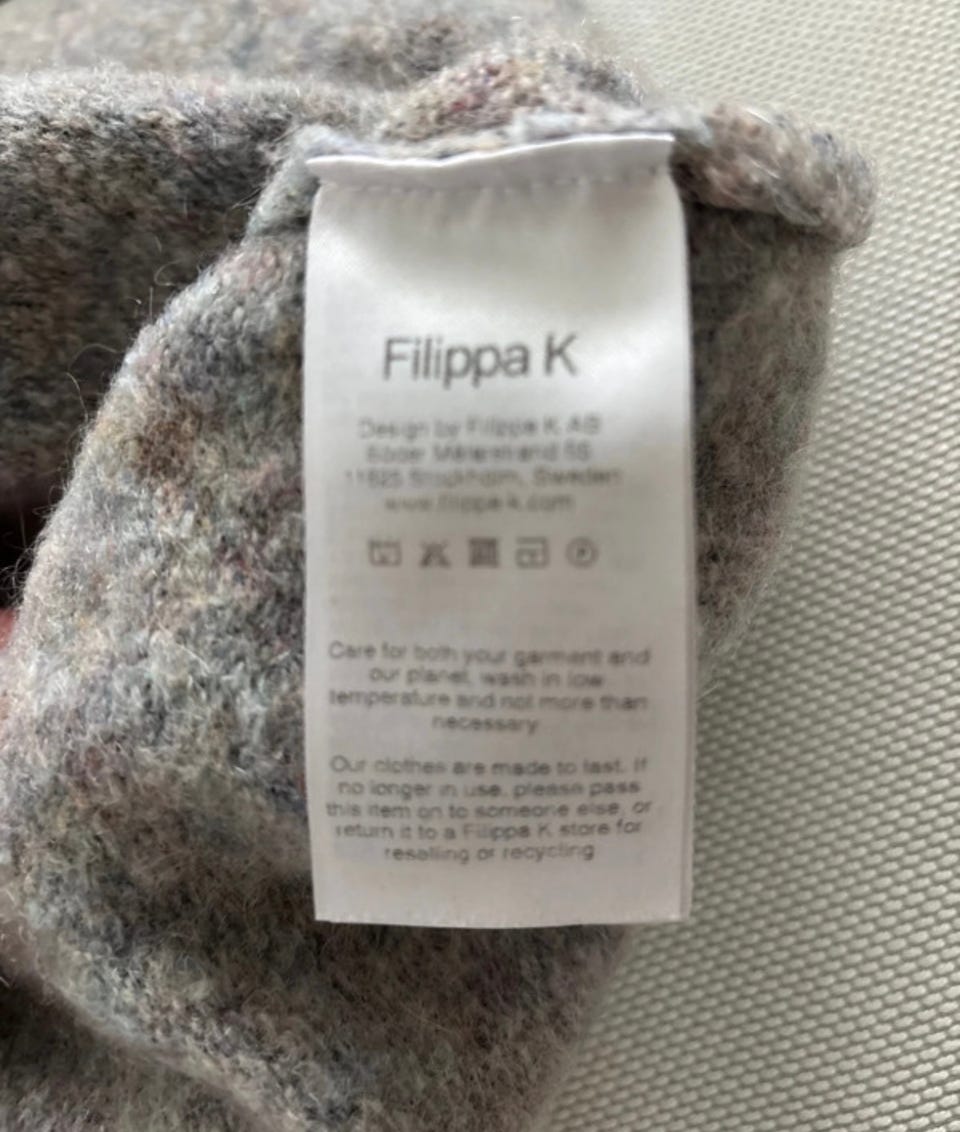 Filippa K
Design by Filippa K AB
Söder Mälarstrand
Stockholm, Sweden
www.filippa-k.com
Care for both your garment and
our planet, wash in low
temperature and not more than
necessary
Our clothes are made to last. If
no longer in use, please pass
this item on to someone else, or
return it to a Filippa K store for
reselling or recycling